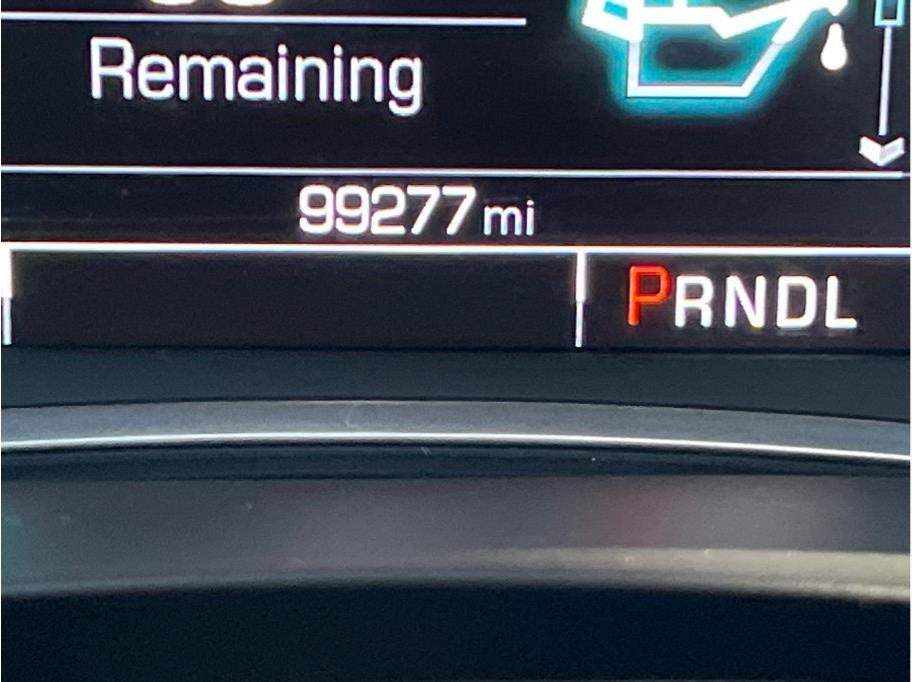 Remaining
99277 mi
PRNDL